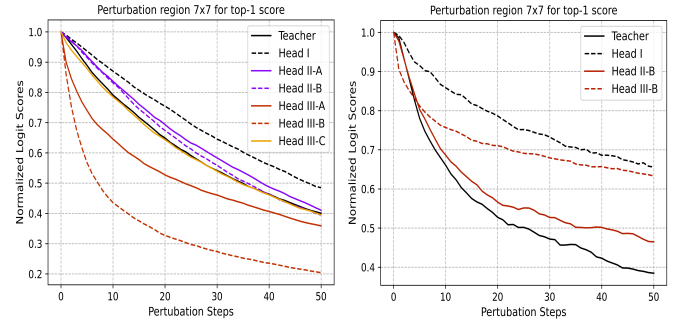 Perturbation region 7x7 for top-1 score
Normalized Logit Scores
1.0
0.9
0.8
0.7
0.6
0.5
0.4
0.3
0.2
Teacher
Head I
Head II-A
Head II-B
Head III-A
Head III-B
Head III-C
0
10
20
30
40
50
Pertubation Steps
Perturbation region 7x7 for top-1 score
Normalized Logit Scores
1.0
0.9
0.8
0.7
0.6
0.5
0.4
Teacher
Head I
Head II-B
Head III-B
0
10
20
30
40
50
Pertubation Steps